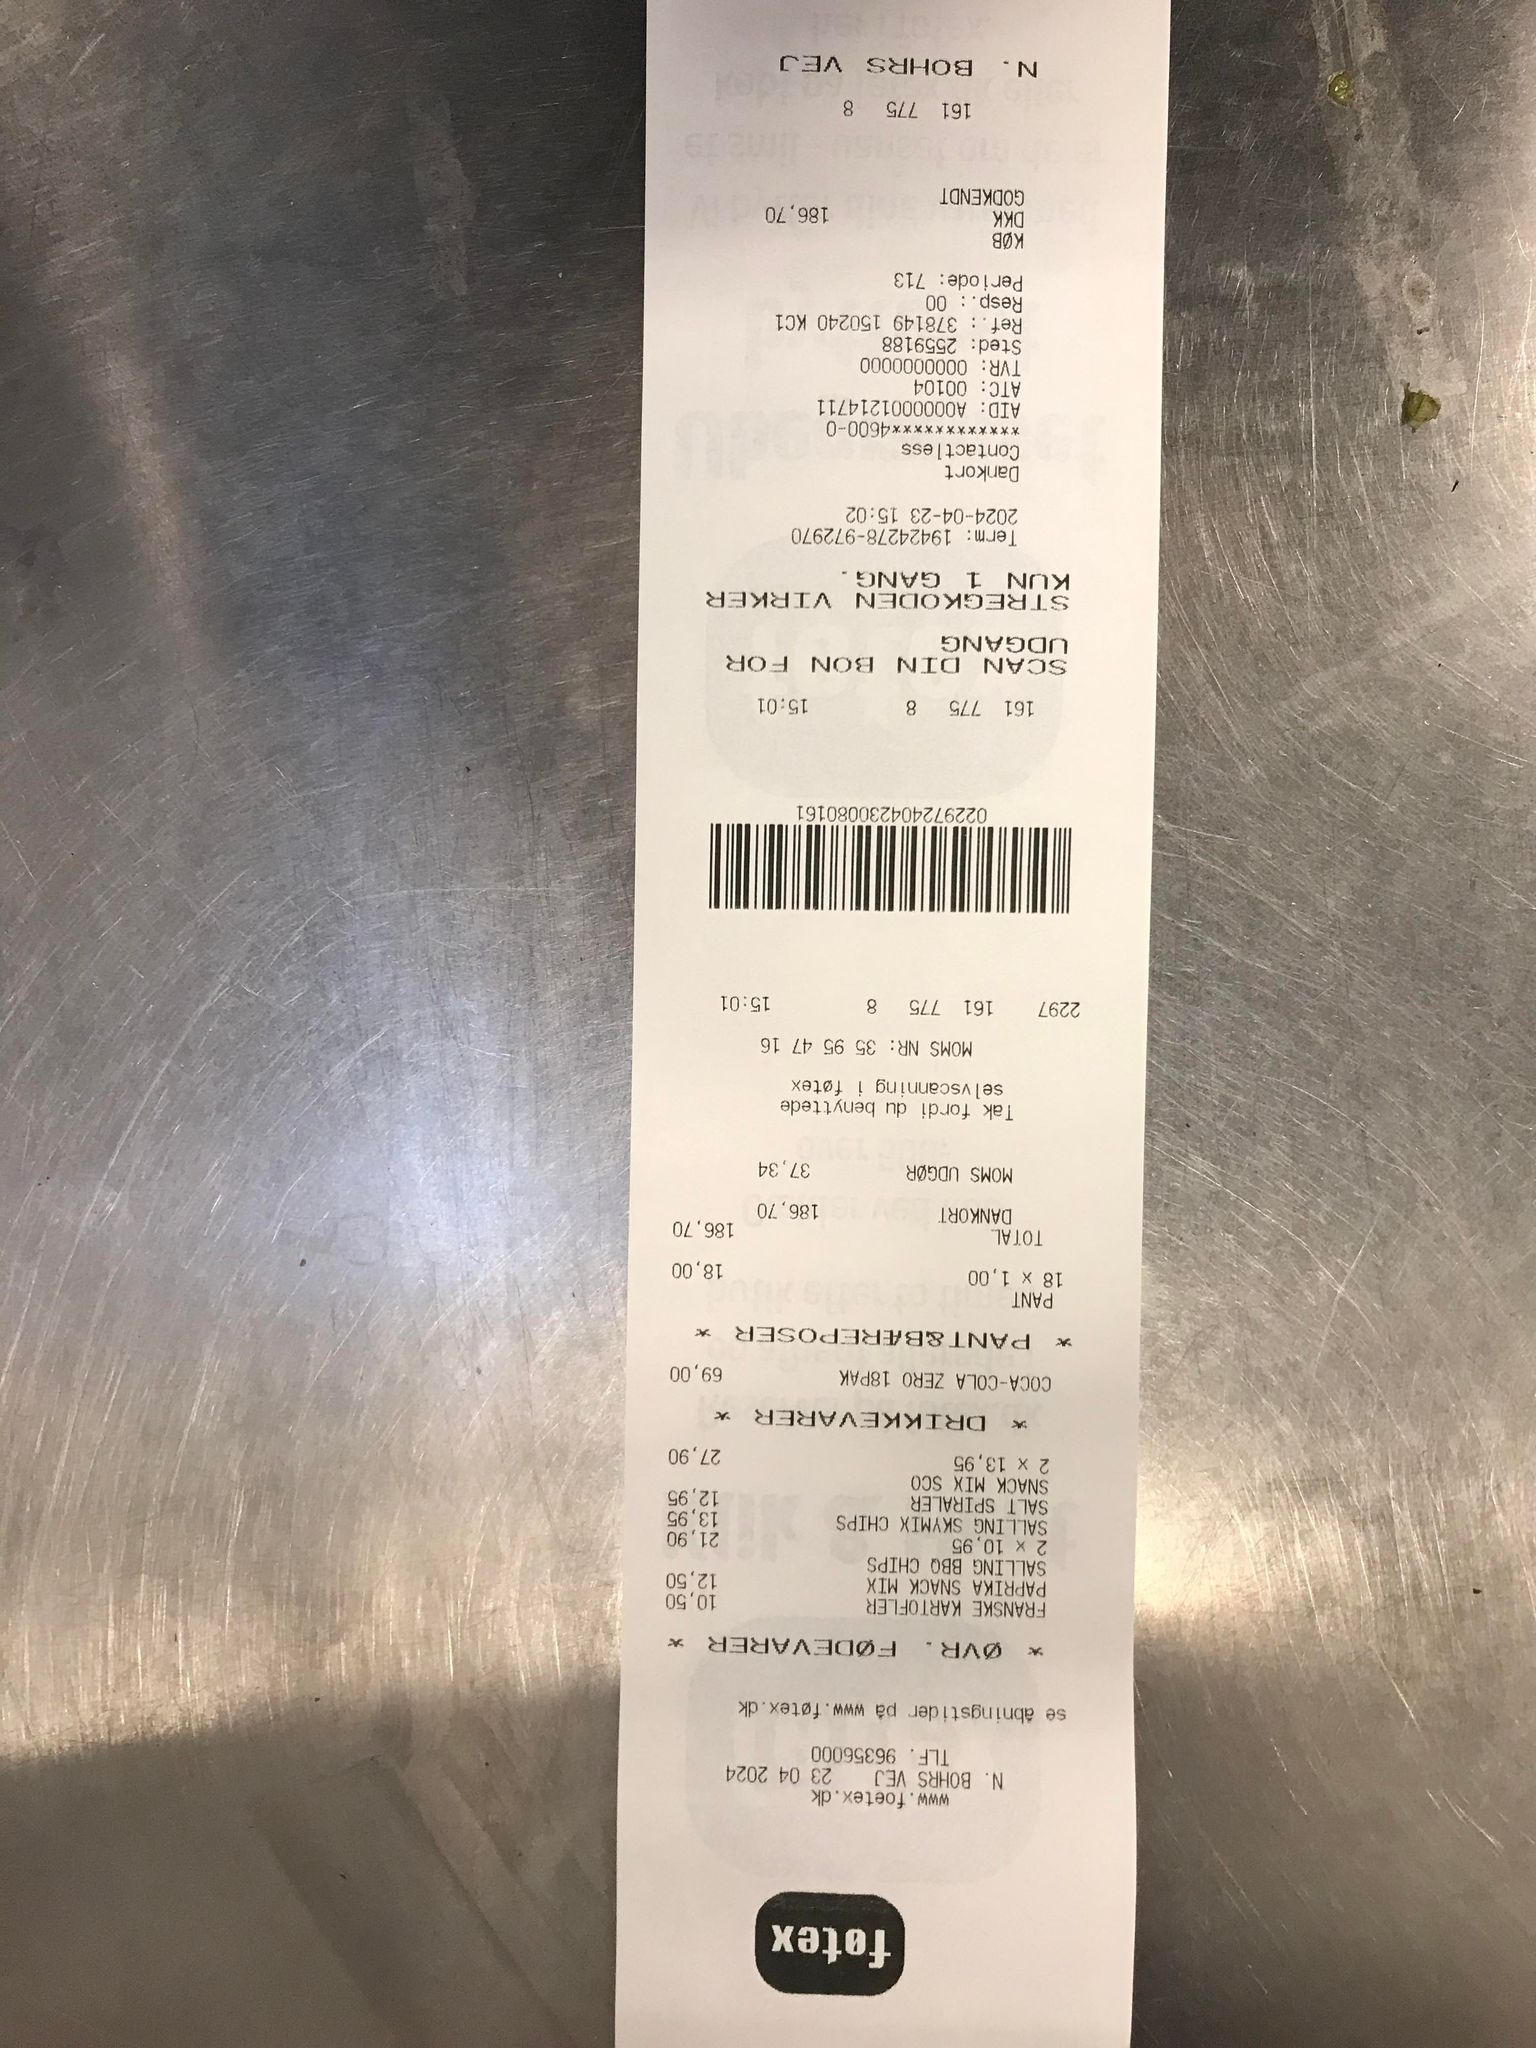 føtex
www.foetex.dk
N. BOHRS VEJ 23 04 2024
TLF. 96356000
se åbningstider på www.føtex.dk
* ØVR. FØDEVARER *
FRANSKE KARTOFLER 10,50
PAPRIKA SNACK MIX 12,50
SALLING BBQ CHIPS
2 x 10,95 21,90
SALLING SKYMIX CHIPS 13,95
SALT SPIRALER 12,95
SNACK MIX SCO
2 x 13,95 27,90
* DRIKKEVARER *
COCA-COLA ZERO 18PAK 69,00
* PANT&BÆREPOSER *
PANT
18 x 1,00 18,00
TOTAL 186,70
DANKORT 186,70
MOMS UDGØR 37,34
Tak fordi du benyttede
selvscanning i føtex
MOMS NR: 35 95 47 16
2297 161 775 8 15:01
022972404230080161
161 775 8 15:01
SCAN DIN BON FOR
UDGANG
STREGKODEN VIRKER
KUN 1 GANG.
Term: 19424278-972970
2024-04-23 15:02
Dankort
Contactless
************4600-0
AID: A0000001214711
ATC: 00104
TVR: 0000000000
Sted: 2559188
Ref.: 378149 150240 KC1
Resp.: 00
Periode: 713
KØB
DKK 186,70
GODKENDT
161 775 8
N. BOHRS VEJ